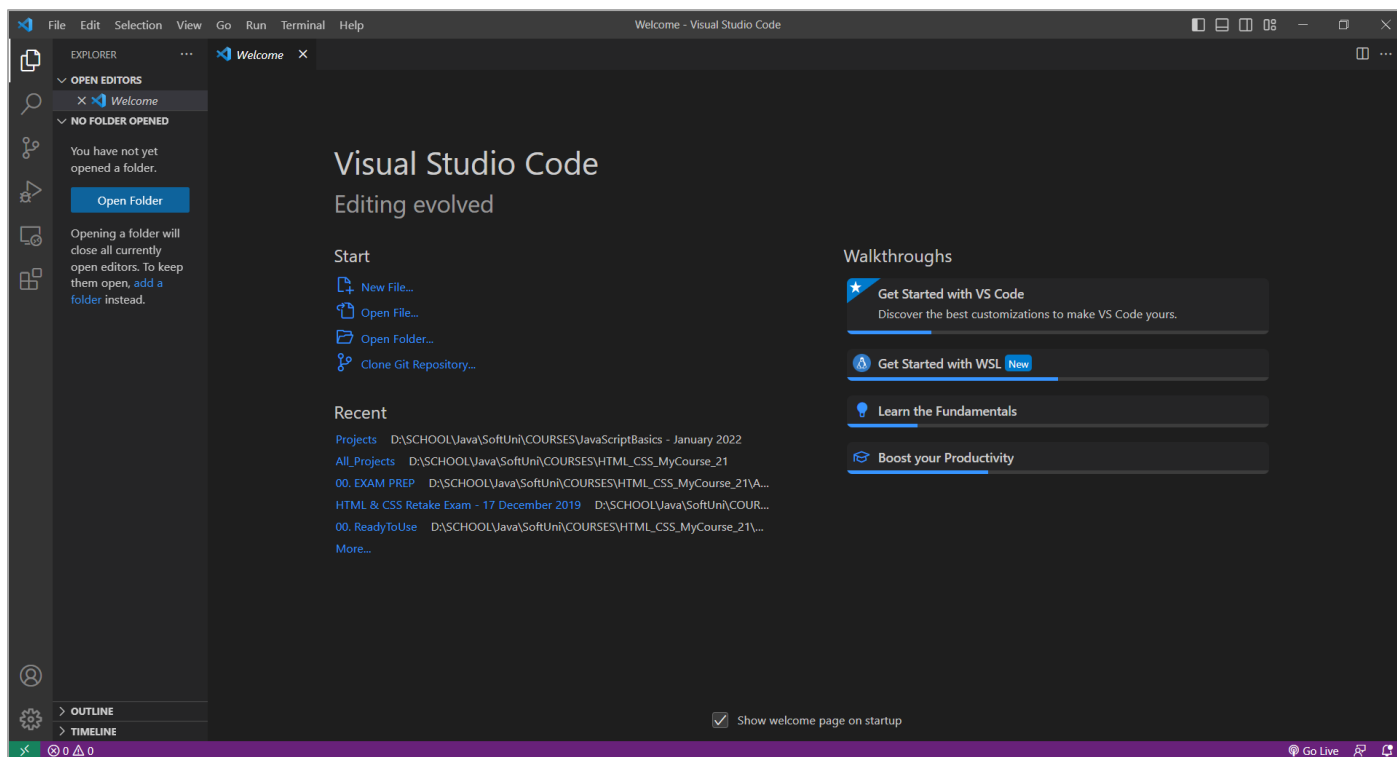 File Edit Selection View Go Run Terminal Help
Welcome - Visual Studio Code
EXPLORER
Welcome
OPEN EDITORS
Welcome
NO FOLDER OPENED
You have not yet
opened a folder.
Open Folder
Opening a folder will
close all currently
open editors. To keep
them open, add a
folder instead.
OUTLINE
TIMELINE
Visual Studio Code
Editing evolved
Start
New File...
Open File...
Open Folder...
Clone Git Repository...
Recent
Projects D:\SCHOOL\Java\SoftUni\COURSES\JavaScriptBasics - January 2022
All_Projects D:\SCHOOL\Java\SoftUni\COURSES\HTML_CSS_MyCourse_21
00. EXAM PREP D:\SCHOOL\Java\SoftUni\COURSES\HTML_CSS_MyCourse_21\A...
HTML & CSS Retake Exam - 17 December 2019 D:\SCHOOL\Java\SoftUni\COUR...
00. ReadyToUse D:\SCHOOL\Java\SoftUni\COURSES\HTML_CSS_MyCourse_21\...
More...
Walkthroughs
Get Started with VS Code
Discover the best customizations to make VS Code yours.
Get Started with WSL New
Learn the Fundamentals
Boost your Productivity
Show welcome page on startup
0 0
Go Live